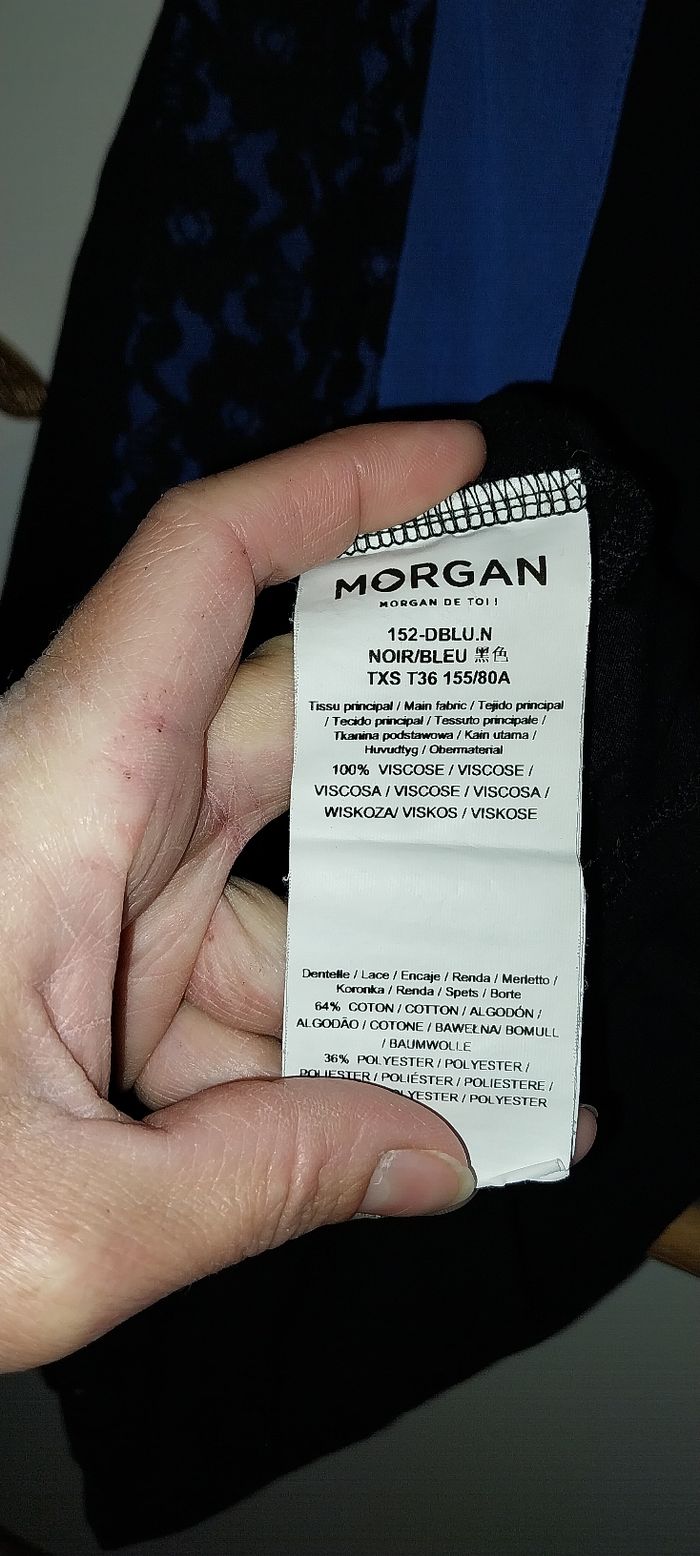 MORGAN
MORGAN DE TOI !
152-DBLU.N
NOIR/BLEU 黑色
TXS T36 155/80A
Tissu principal / Main fabric / Tejido principal
/ Tecido principal / Tessuto principale /
Tkanina podstawowa / Kain utama /
Huvudtyg / Obermaterial
100% VISCOSE / VISCOSE /
VISCOSA / VISCOSE / VISCOSA /
WISKOZA/ VISKOS / VISKOSE
Dentelle / Lace / Encaje / Renda / Merletto /
Koronka / Renda / Spets / Borte
64% COTON / COTTON / ALGODÓN /
ALGODÃO / COTONE / BAWEŁNA/ BOMULL
/ BAUMWOLLE
36% POLYESTER / POLYESTER /
POLIESTER / POLIÉSTER / POLIESTERE /
/ POLYESTER